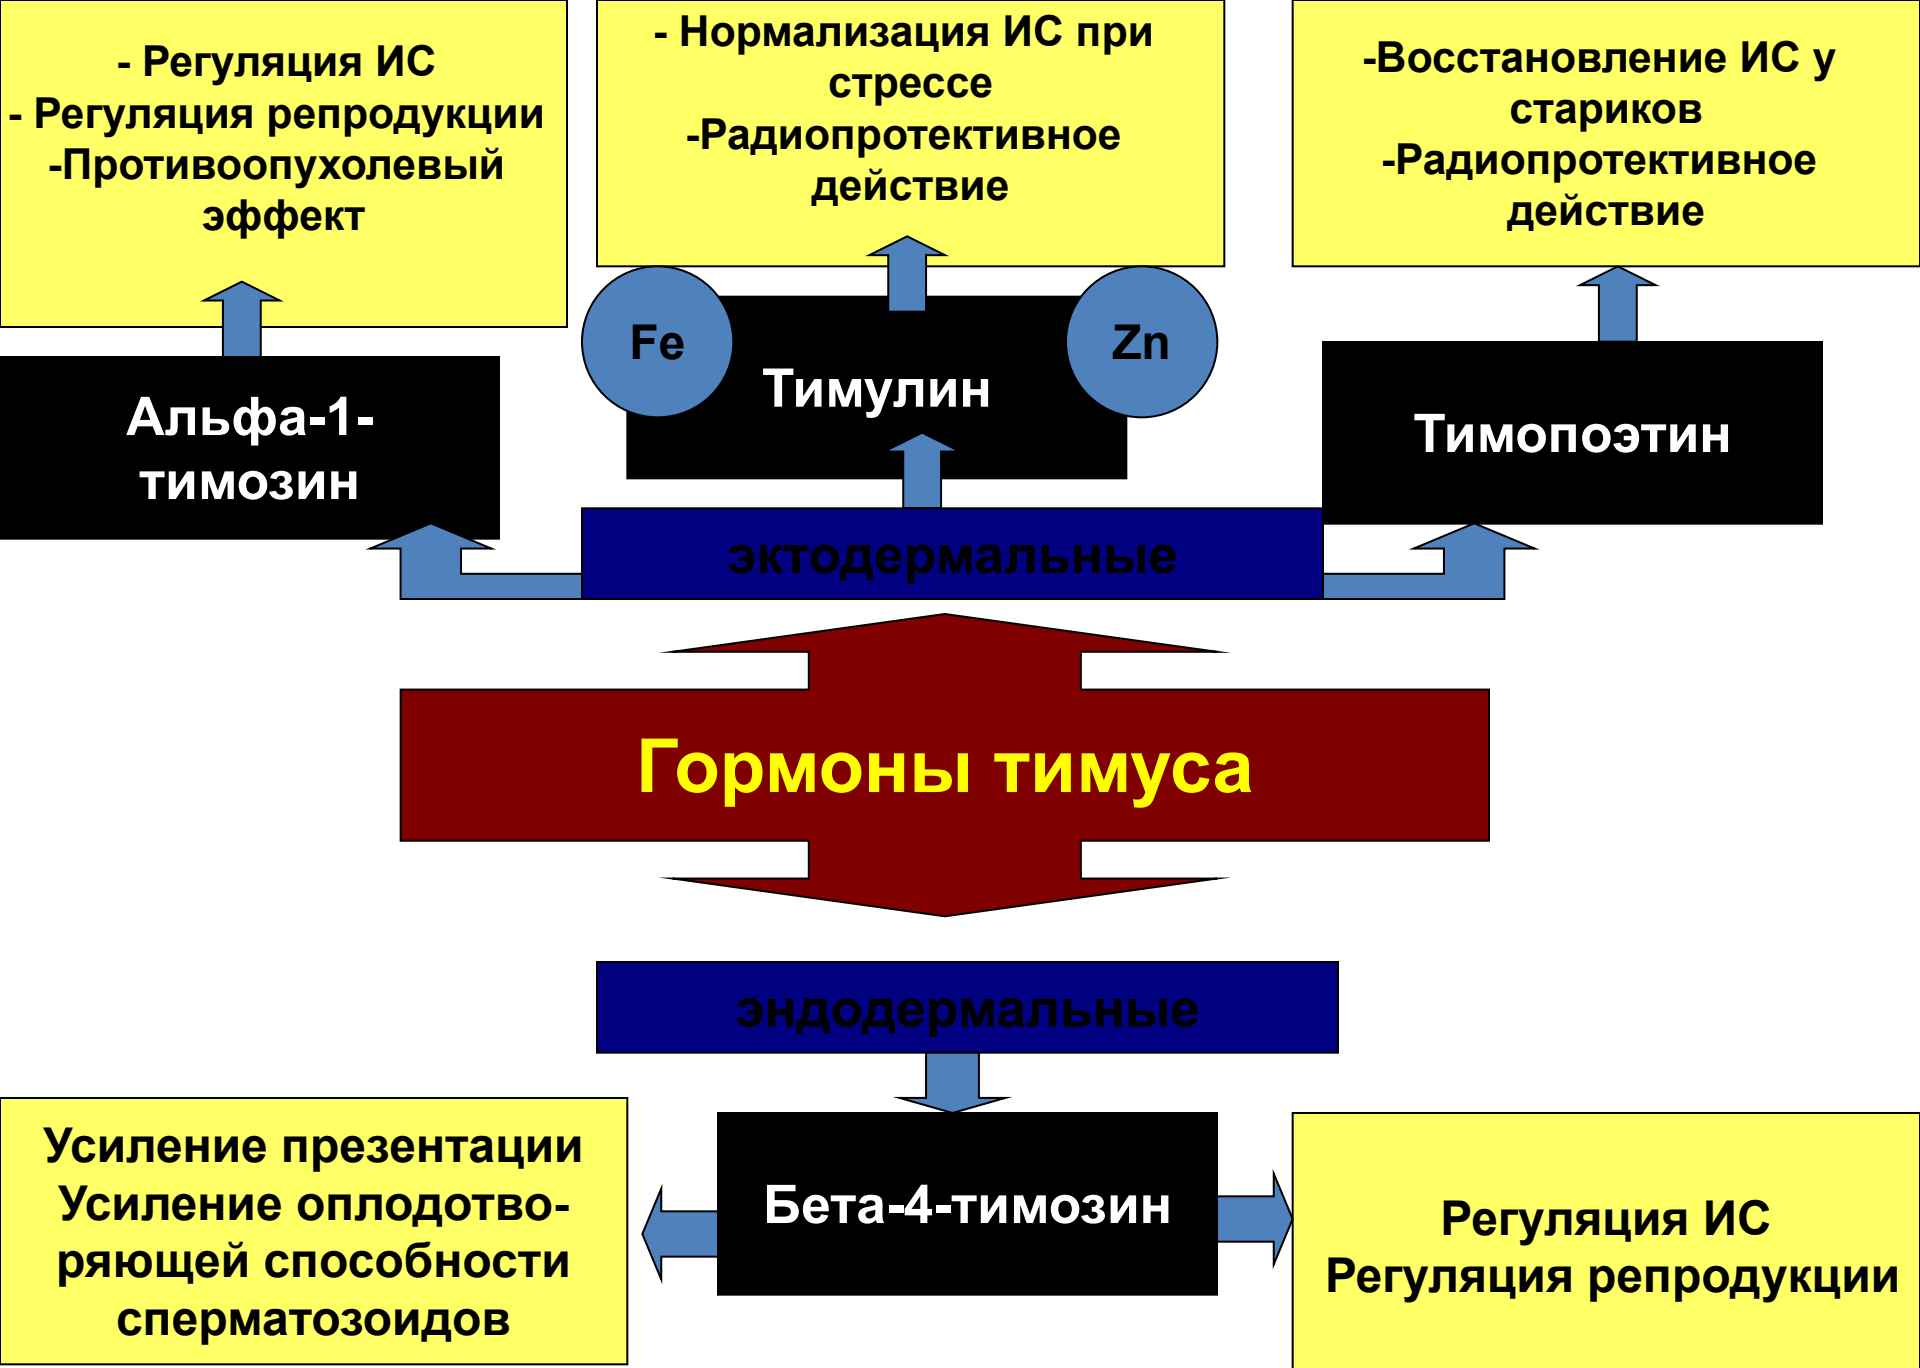 - Регуляция ИС
- Регуляция репродукции
-Противоопухолевый
эффект
- Нормализация ИС при
стрессе
-Радиопротективное
действие
-Восстановление ИС у
стариков
-Радиопротективное
действие
Fe
Zn
Альфа-1-
тимозин
Тимулин
Тимопоэтин
эктодермальные
Гормоны тимуса
эндодермальные
Усиление презентации
Усиление оплодотво-
ряющей способности
сперматозоидов
Бета-4-тимозин
Регуляция ИС
Регуляция репродукции